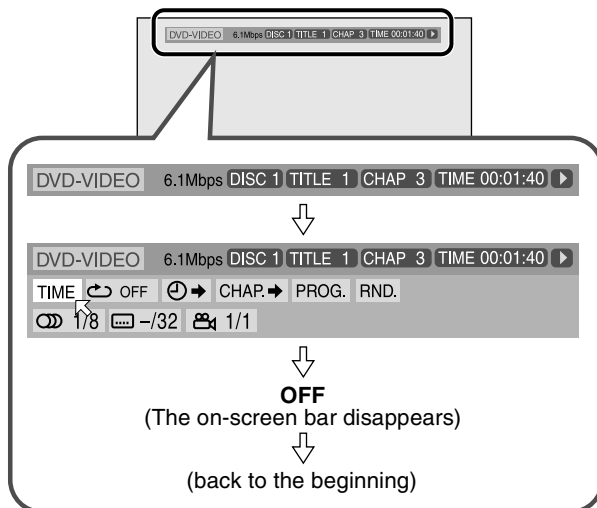 DVD-VIDEO 6.1Mbps DISC 1 TITLE 1 CHAP 3 TIME 00:01:40
DVD-VIDEO 6.1Mbps DISC 1 TITLE 1 CHAP 3 TIME 00:01:40
DVD-VIDEO 6.1Mbps DISC 1 TITLE 1 CHAP 3 TIME 00:01:40
TIME OFF CHAP. PROG. RND.
1/8 –/32 1/1
OFF
(The on-screen bar disappears)
(back to the beginning)